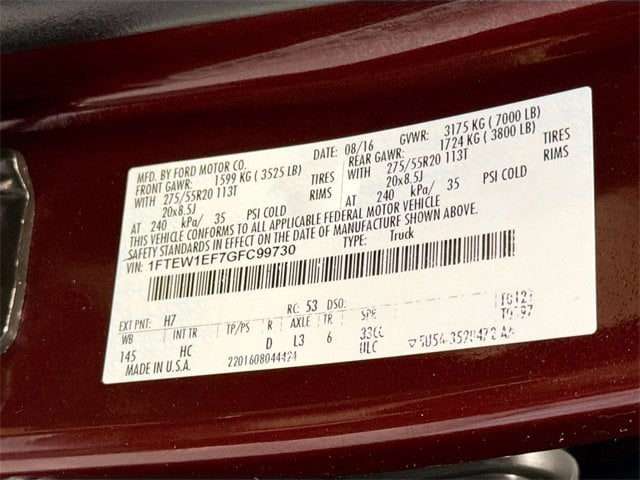 MFD. BY FORD MOTOR CO. DATE: 08/16 GVWR: 3175 KG ( 7000 LB)
FRONT GAWR: 1599 KG ( 3525 LB) REAR GAWR: 1724 KG ( 3800 LB)
WITH 275/55R20 113T TIRES WITH 275/55R20 113T TIRES
20x8.5J RIMS 20x8.5J RIMS
AT 240 kPa/ 35 PSI COLD AT 240 kPa/ 35 PSI COLD
THIS VEHICLE CONFORMS TO ALL APPLICABLE FEDERAL MOTOR VEHICLE
SAFETY STANDARDS IN EFFECT ON THE DATE OF MANUFACTURE SHOWN ABOVE.
VIN: 1FTEW1EF7GFC99730 TYPE: Truck
EXT PNT: H7 RC: 53 DSO:
WB INT TR TP/PS R AXLE TR SPR
145 HC D L3 6
MADE IN U.S.A. 2201608044424 ULC